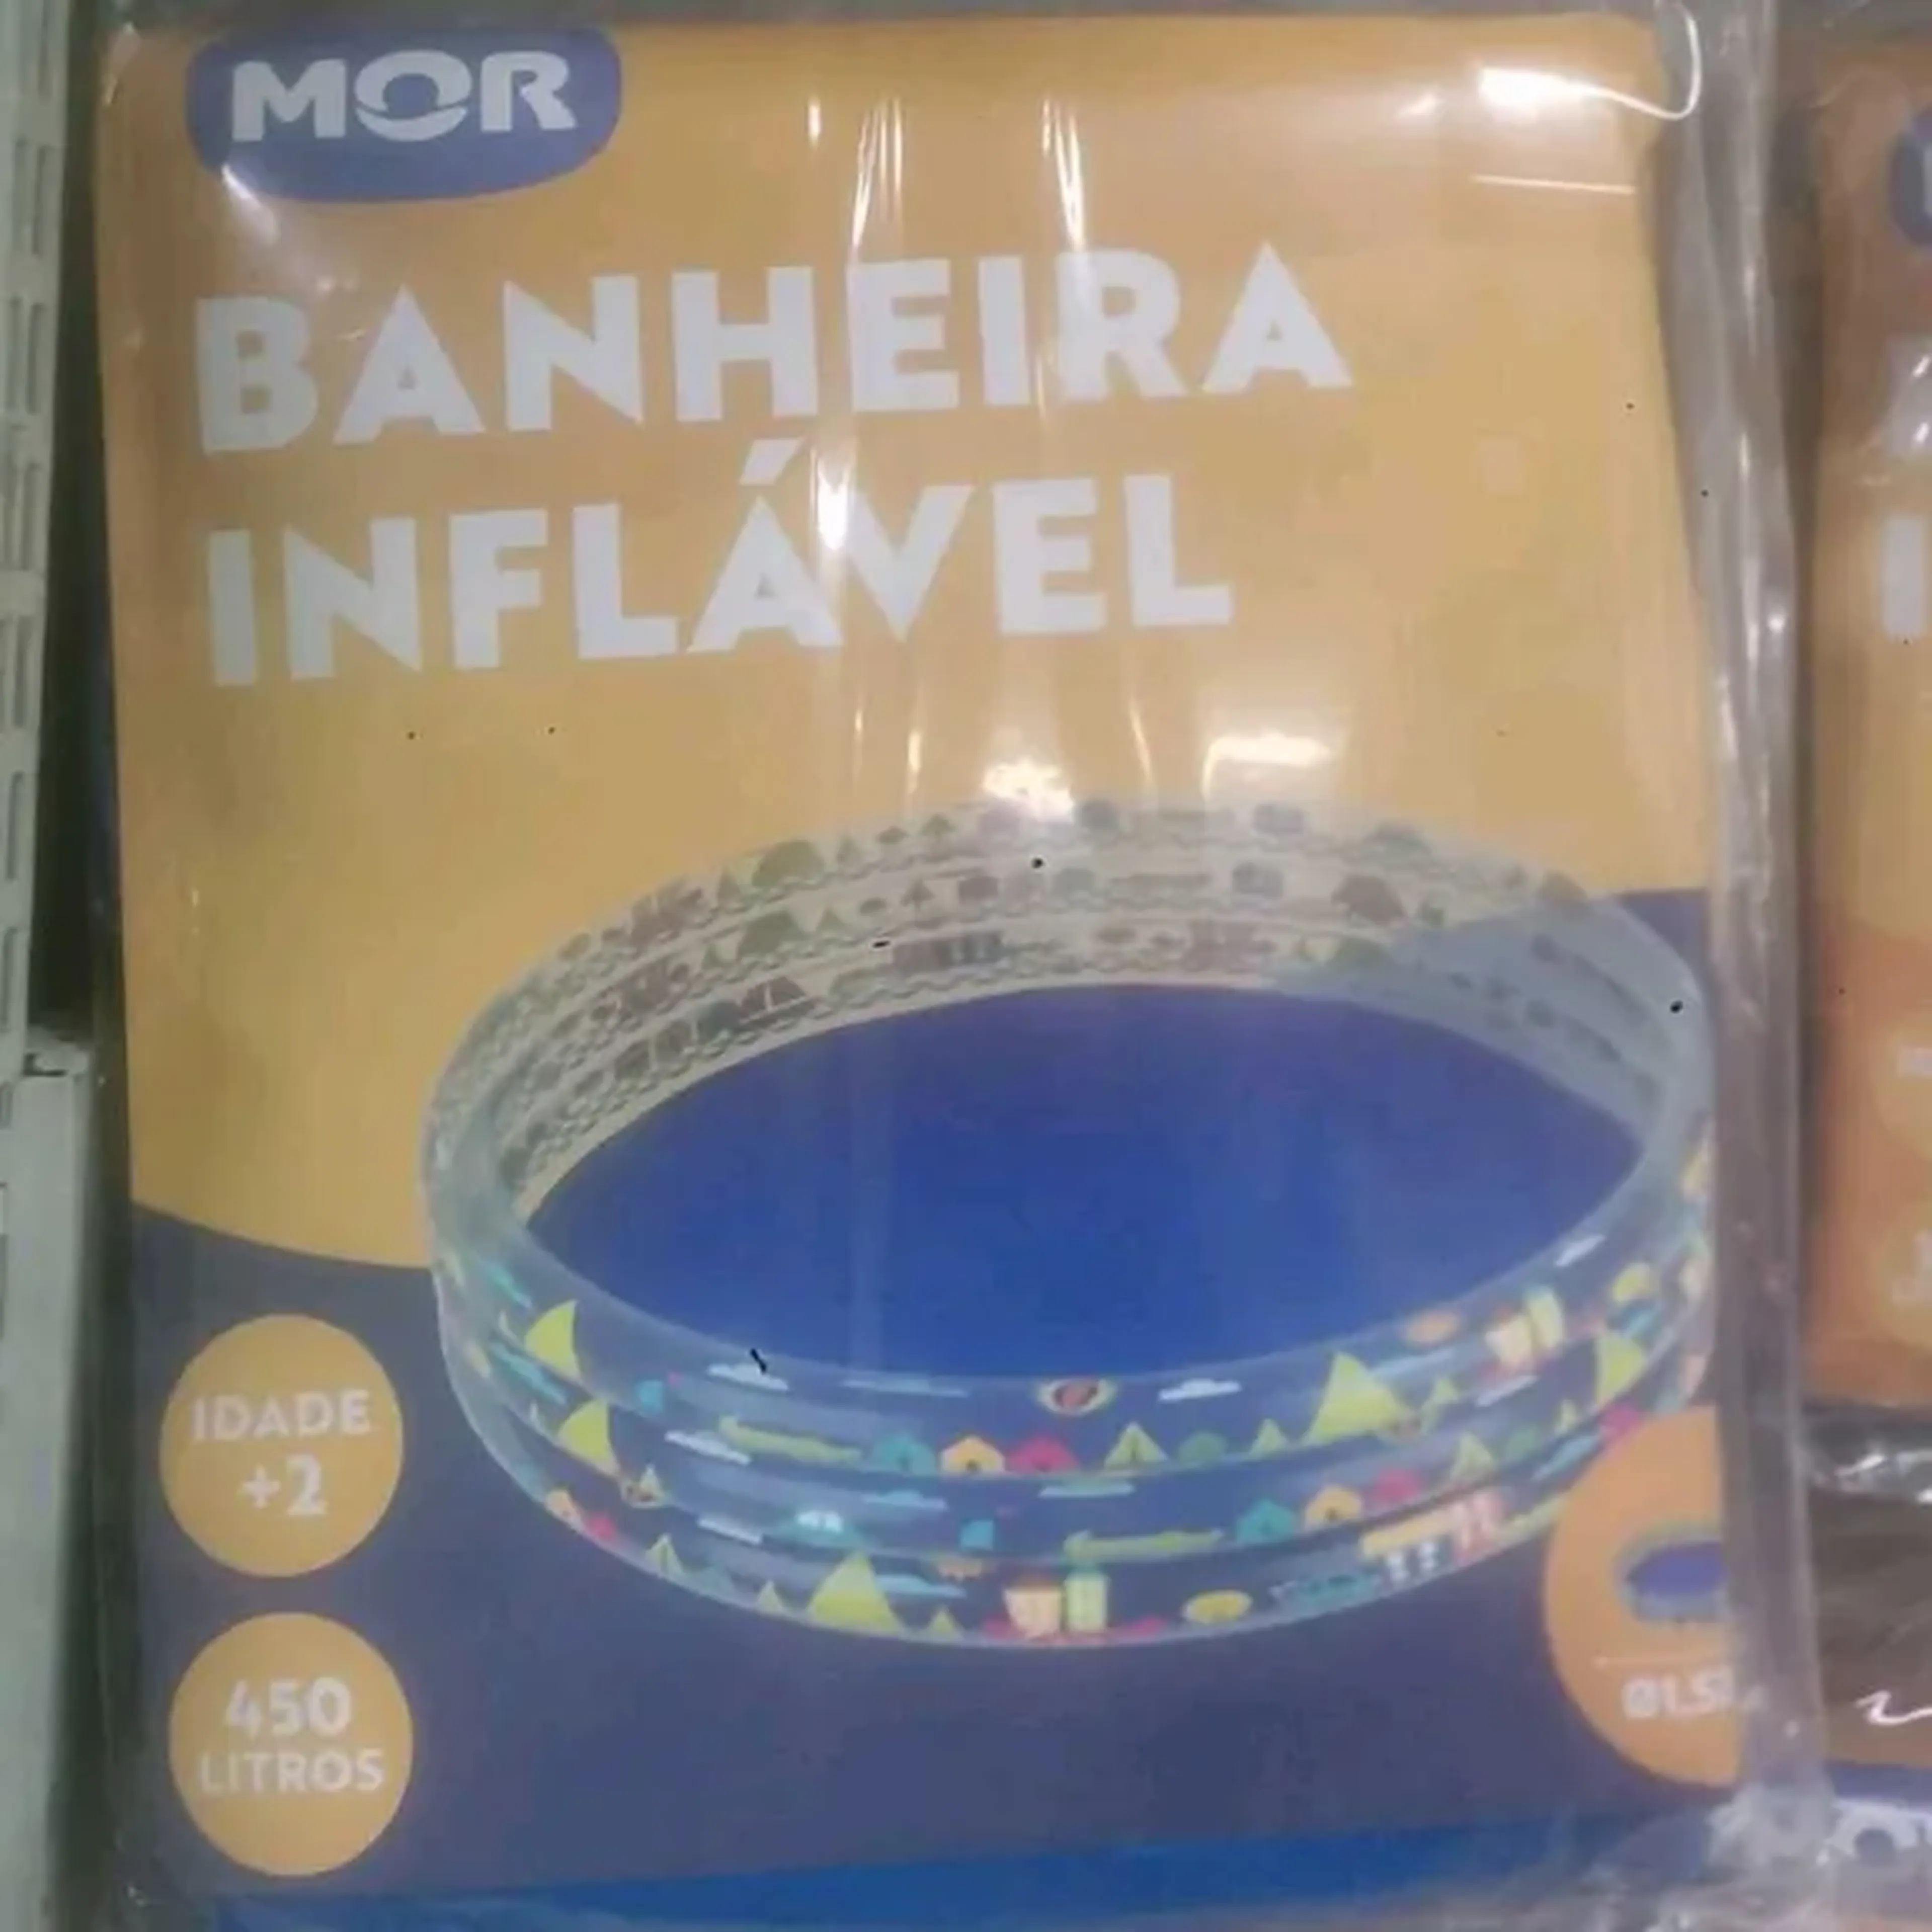 MOR
BANHEIRA
INFLÁVEL
IDADE
+2
450
LITROS